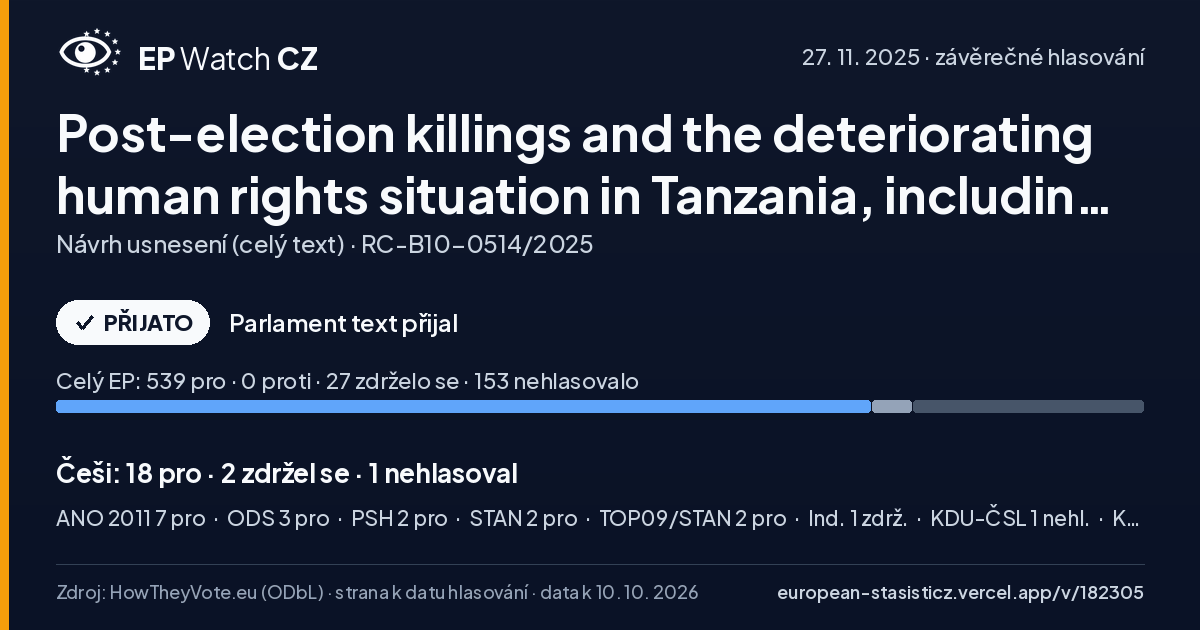 EP Watch CZ
27. 11. 2025 · závěrečné hlasování
Post-election killings and the deteriorating
human rights situation in Tanzania, includin…
Návrh usnesení (celý text) · RC-B10-0514/2025
✓ PŘIJATO
Parlament text přijal
Celý EP: 539 pro · 0 proti · 27 zdrželo se · 153 nehlasovalo
Češi: 18 pro · 2 zdržel se · 1 nehlasoval
ANO 2011 7 pro · ODS 3 pro · PSH 2 pro · STAN 2 pro · TOP09/STAN 2 pro · Ind. 1 zdrž. · KDU-ČSL 1 nehl. · K…
Zdroj: HowTheyVote.eu (ODbL) · strana k datu hlasování · data k 10. 10. 2026
european-stasisticz.vercel.app/v/182305